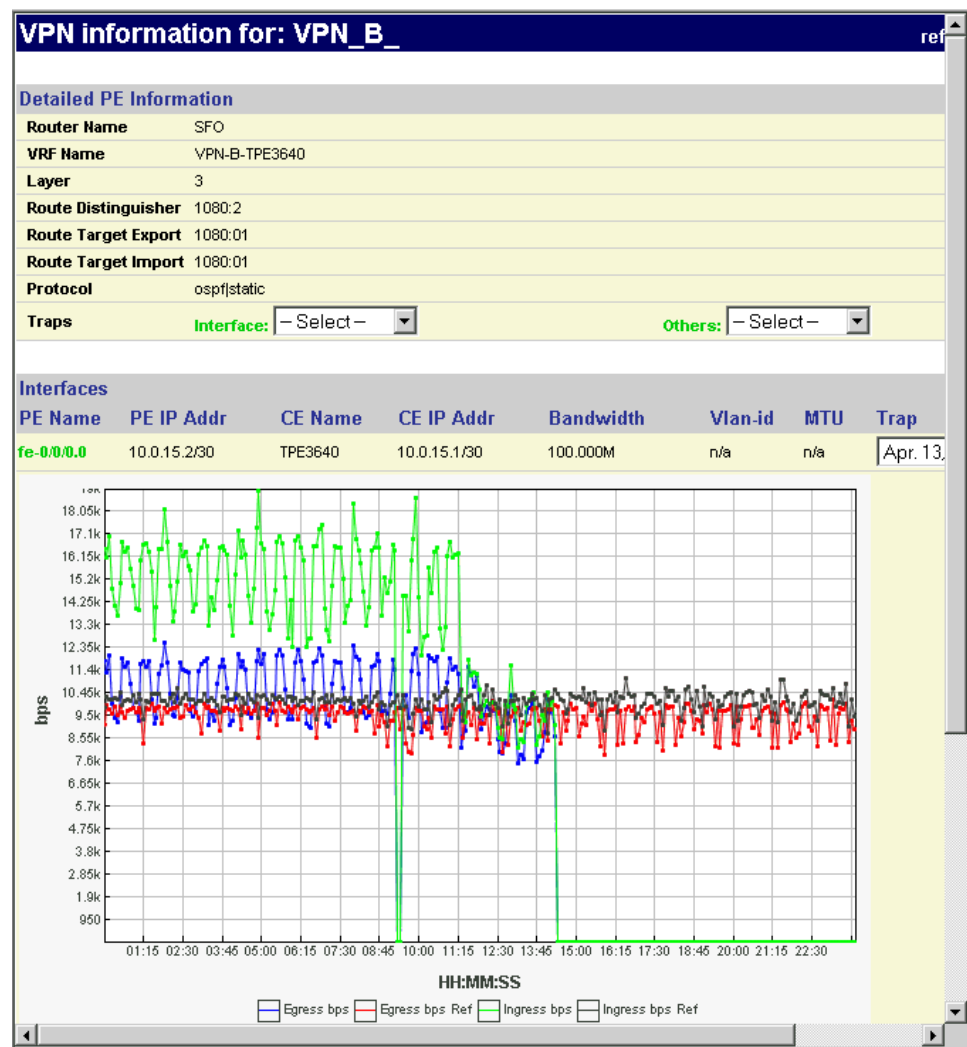 VPN information for: VPN_B_ ref
Detailed PE Information
Router Name SFO
VRF Name VPN-B-TPE3640
Layer 3
Route Distinguisher 1080:2
Route Target Export 1080:01
Route Target Import 1080:01
Protocol ospf|static
Traps Interface: -- Select -- Others: -- Select --
Interfaces
PE Name PE IP Addr CE Name CE IP Addr Bandwidth Vlan-id MTU Trap
fe-0/0/0.0 10.0.15.2/30 TPE3640 10.0.15.1/30 100.000M n/a n/a Apr. 13,
19k
18.05k
17.1k
16.15k
15.2k
14.25k
13.3k
12.35k
11.4k
10.45k
9.5k
8.55k
7.6k
6.65k
5.7k
4.75k
3.8k
2.85k
1.9k
950
bps
01:15 02:30 03:45 05:00 06:15 07:30 08:45 10:00 11:15 12:30 13:45 15:00 16:15 17:30 18:45 20:00 21:15 22:30
HH:MM:SS
Egress bps Egress bps Ref Ingress bps Ingress bps Ref